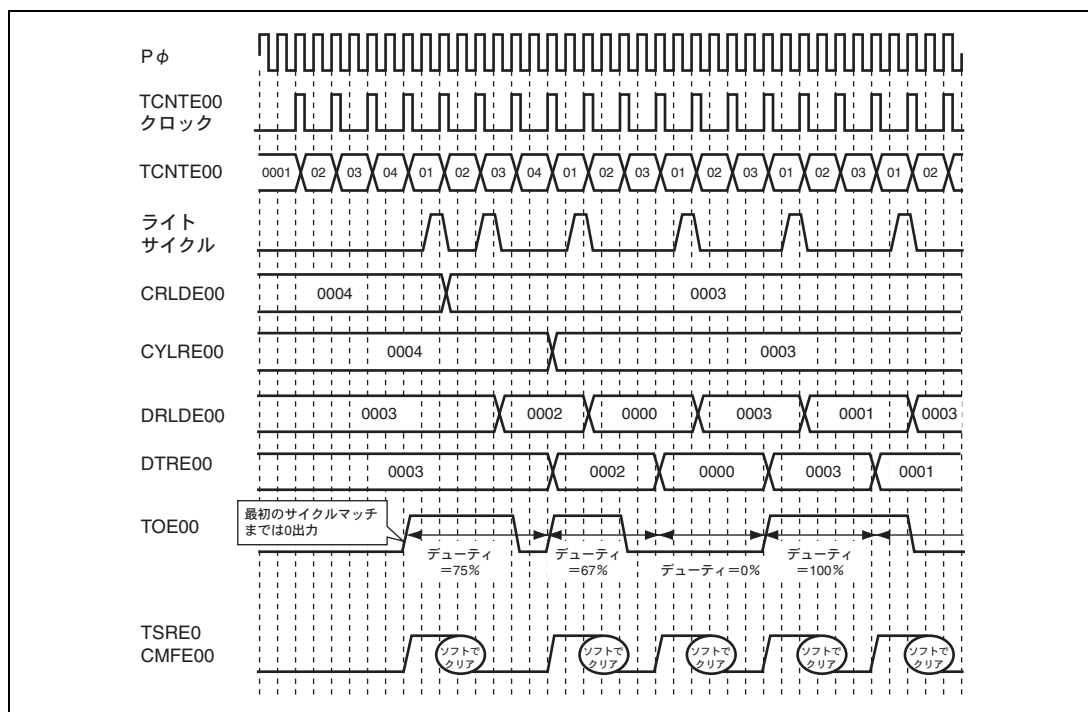 Pφ
TCNTE00
クロック
TCNTE00
0001 02 03 04 01 02 03 04 01 02 03 01 02 03 01 02 03 01 02
ライト
サイクル
CRLDE00
0004 0003
CYLRE00
0004 0003
DRLDE00
0003 0002 0000 0003 0001 0003
DTRE00
0003 0002 0000 0003 0001
TOE00
最初のサイクルマッチ
までは0出力
デューティ
=75%
デューティ
=67%
デューティ=0%
デューティ
=100%
TSRE0
CMFE00
ソフトで
クリア
ソフトで
クリア
ソフトで
クリア
ソフトで
クリア
ソフトで
クリア